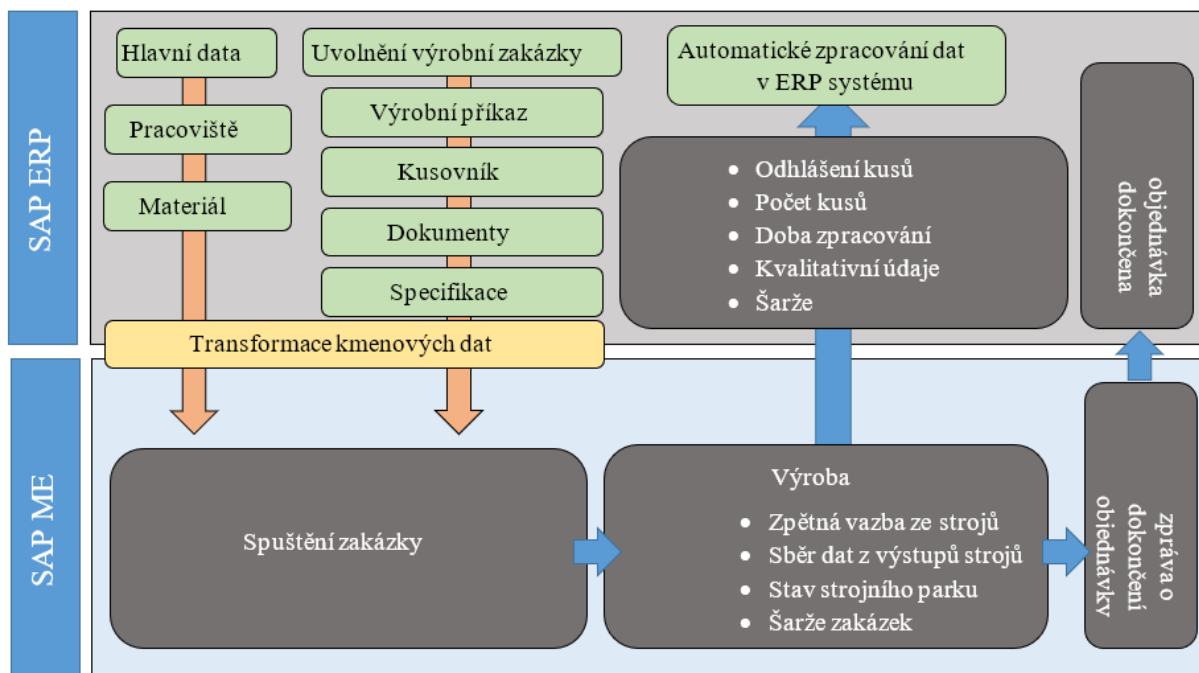 SAP ERP
Hlavní data
Pracoviště
Materiál
Uvolnění výrobní zakázky
Výrobní příkaz
Kusovník
Dokumenty
Specifikace
Transformace kmenových dat
Automatické zpracování dat
v ERP systému
• Odhlášení kusů
• Počet kusů
• Doba zpracování
• Kvalitativní údaje
• Šarže
objednávka
dokončena
SAP ME
Spuštění zakázky
Výroba
• Zpětná vazba ze strojů
• Sběr dat z výstupů strojů
• Stav strojního parku
• Šarže zakázek
zpráva o
dokončení
objednávky